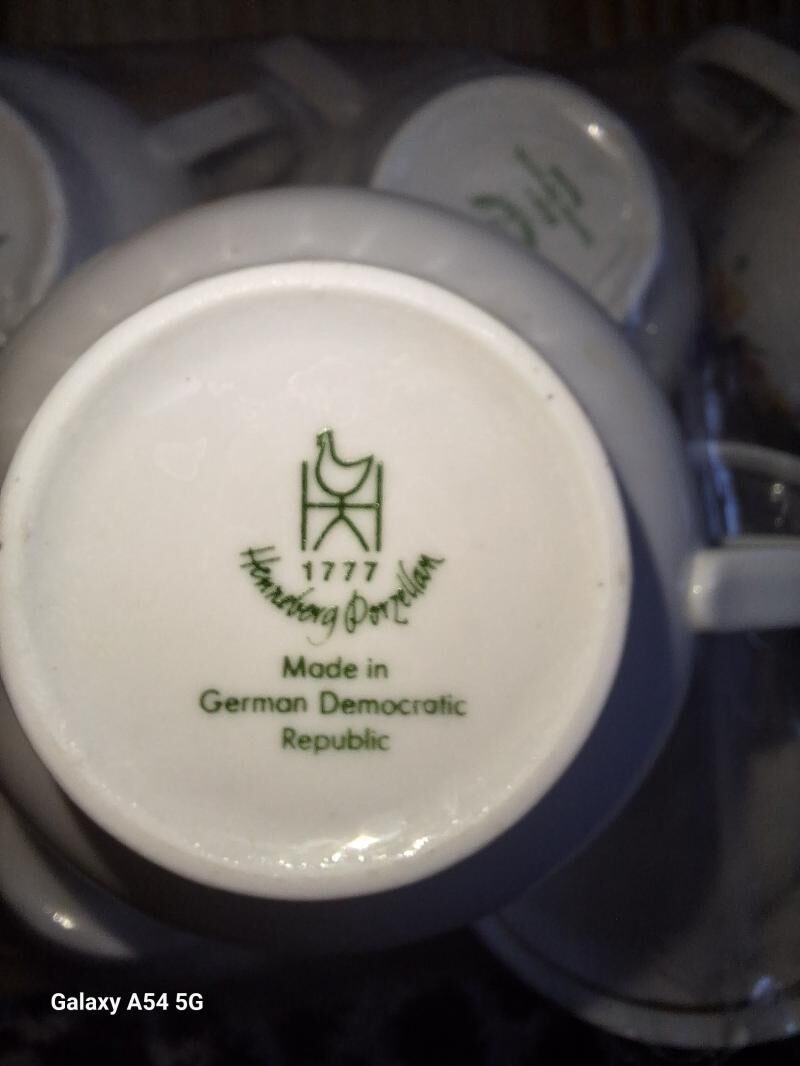 1777
Henneberg Porzellan
Made in
German Democratic
Republic
Galaxy A54 5G